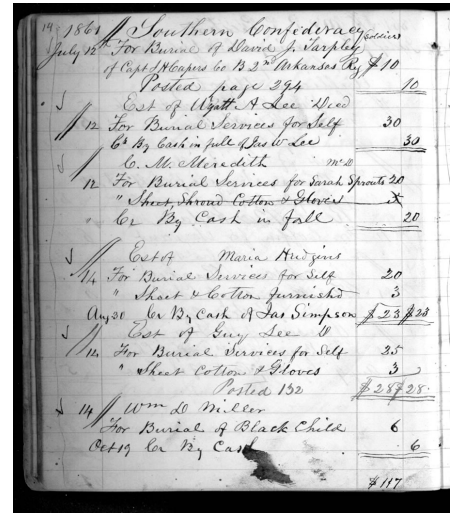 14 1861 Southern Confederacy Soldiers
July 12th For Burial of David J. Tarpley
of Capt J H Capers Co B 2nd Arkansas Reg $10
Posted page 294 10
Est of Wyatt A Lee Died
12 For Burial Services for Self 30
Cr By Cash in full of Jas W Lee 30
C. M. Meredith
12 For Burial Services for Sarah Sprouts 20
" Sheet, Shroud Cotton & Gloves
" Cr By Cash in full 20
Est of Maria Hudgins
14 For Burial Services for Self 20
" Sheet & Cotton furnishd 3
Aug 30 Cr By Cash of Jas Simpson $23 $23
Est of Guy Lee D
14 For Burial Services for Self 25
" Sheet Cotton & Gloves 3
Posted 132 $28 $28
14 Wm D Miller
For Burial of Black Child 6
Oct 19 Cr By Cash 6
$117